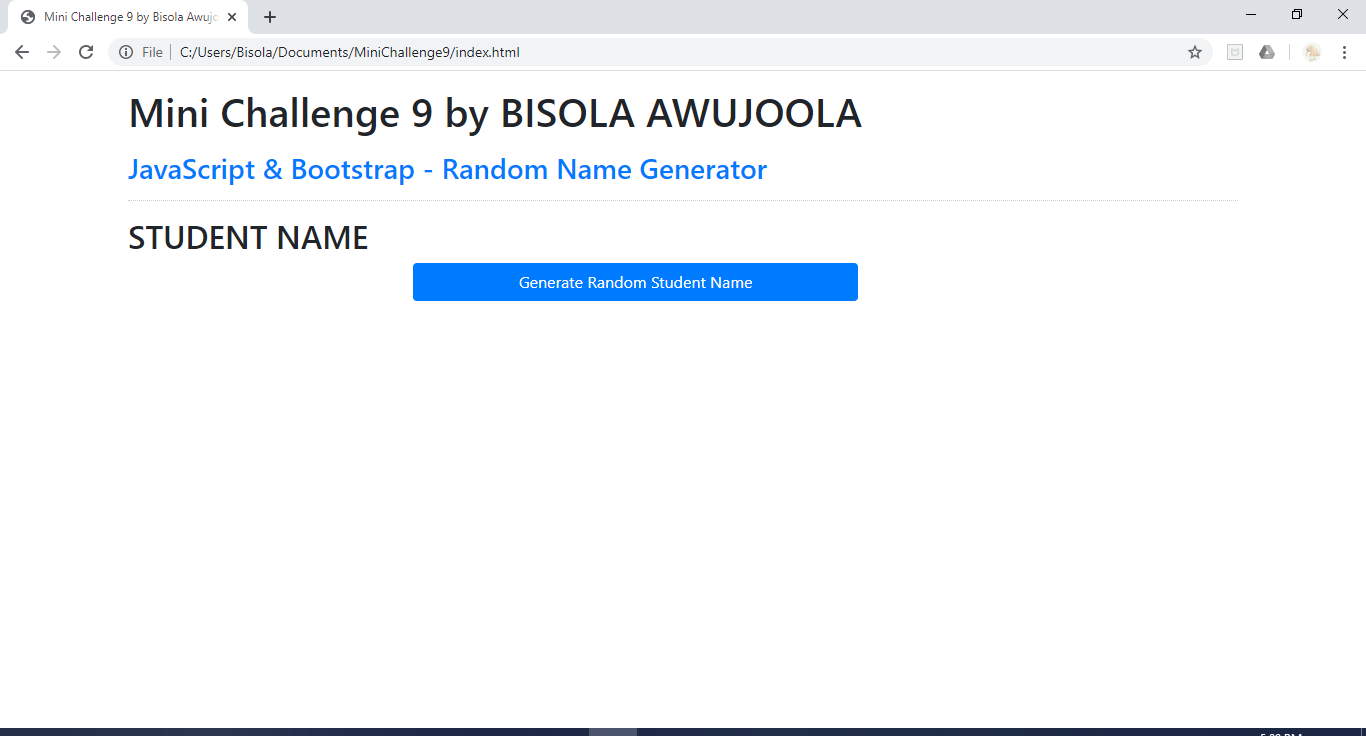 Mini Challenge 9 by Bisola Awujo
File
C:/Users/Bisola/Documents/MiniChallenge9/index.html
Mini Challenge 9 by BISOLA AWUJOOLA
JavaScript & Bootstrap - Random Name Generator
STUDENT NAME
Generate Random Student Name